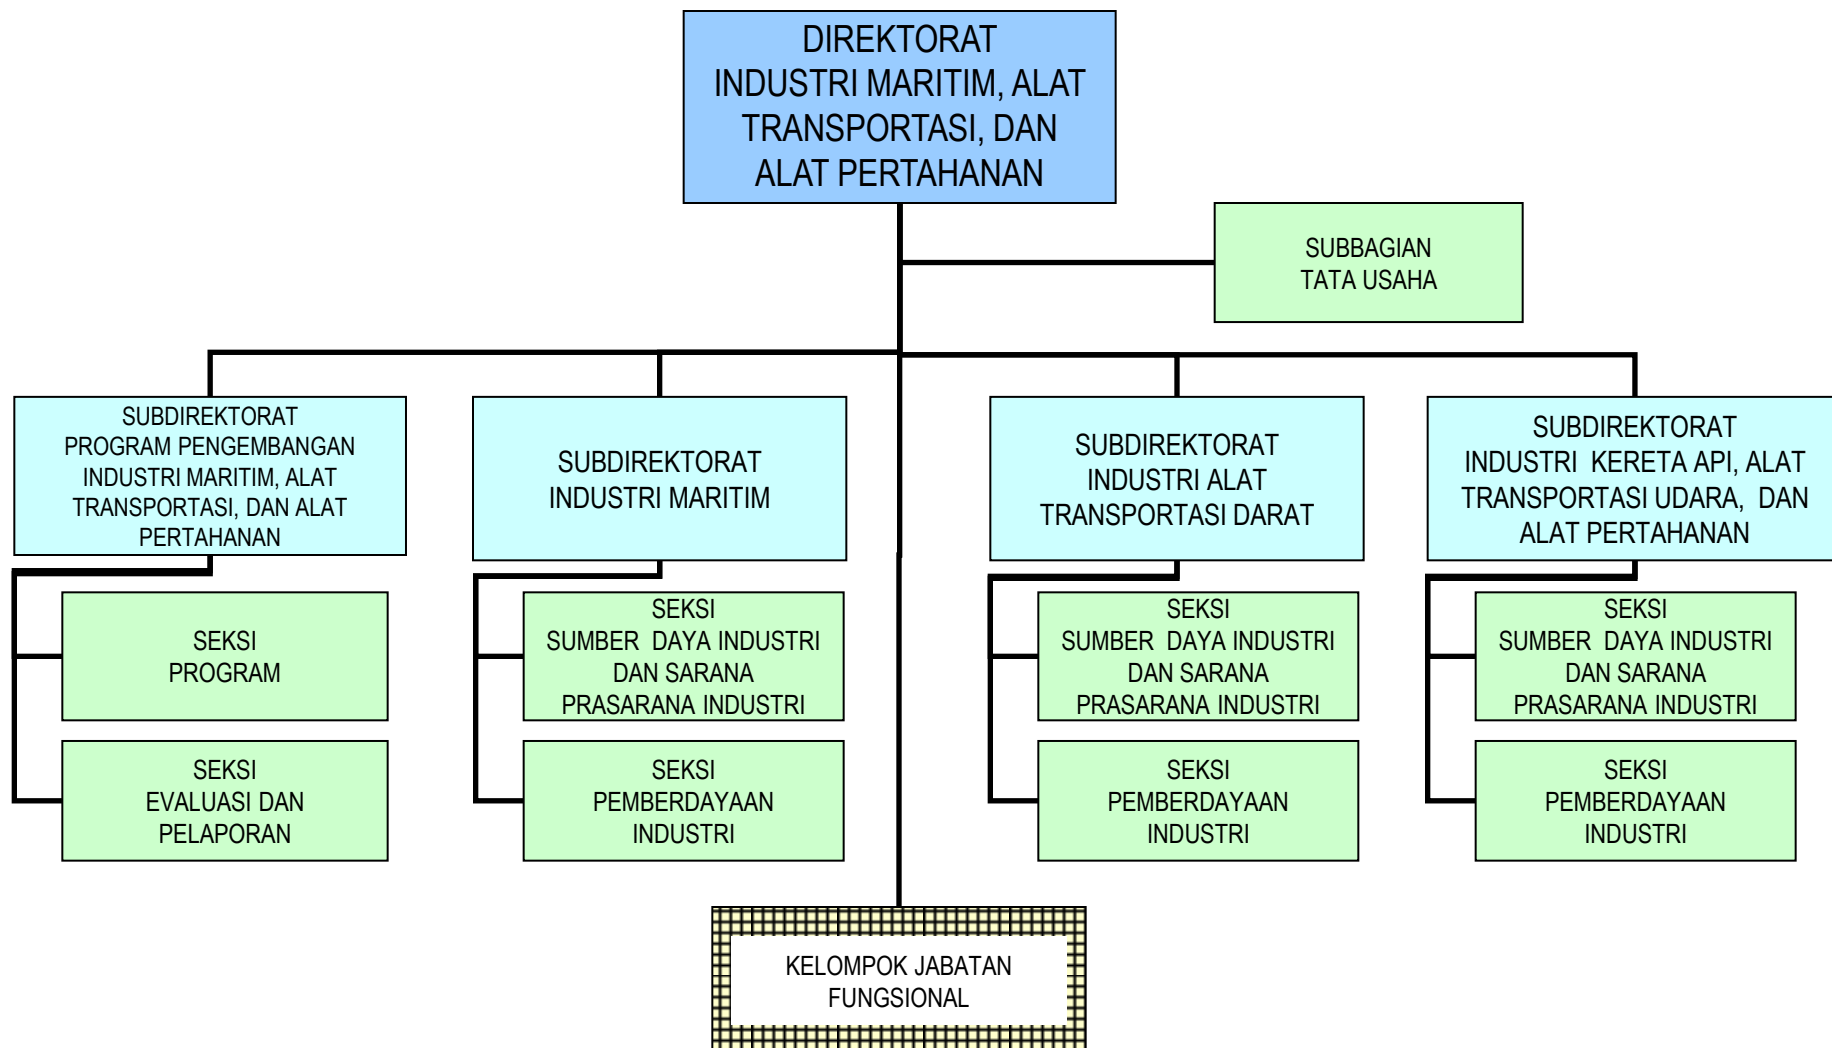 DIREKTORAT
INDUSTRI MARITIM, ALAT
TRANSPORTASI, DAN
ALAT PERTAHANAN
SUBBAGIAN
TATA USAHA
SUBDIREKTORAT
PROGRAM PENGEMBANGAN
INDUSTRI MARITIM, ALAT
TRANSPORTASI, DAN ALAT
PERTAHANAN
SUBDIREKTORAT
INDUSTRI MARITIM
SUBDIREKTORAT
INDUSTRI ALAT
TRANSPORTASI DARAT
SUBDIREKTORAT
INDUSTRI KERETA API, ALAT
TRANSPORTASI UDARA, DAN
ALAT PERTAHANAN
SEKSI
PROGRAM
SEKSI
SUMBER DAYA INDUSTRI
DAN SARANA
PRASARANA INDUSTRI
SEKSI
SUMBER DAYA INDUSTRI
DAN SARANA
PRASARANA INDUSTRI
SEKSI
SUMBER DAYA INDUSTRI
DAN SARANA
PRASARANA INDUSTRI
SEKSI
EVALUASI DAN
PELAPORAN
SEKSI
PEMBERDAYAAN
INDUSTRI
SEKSI
PEMBERDAYAAN
INDUSTRI
SEKSI
PEMBERDAYAAN
INDUSTRI
KELOMPOK JABATAN
FUNGSIONAL